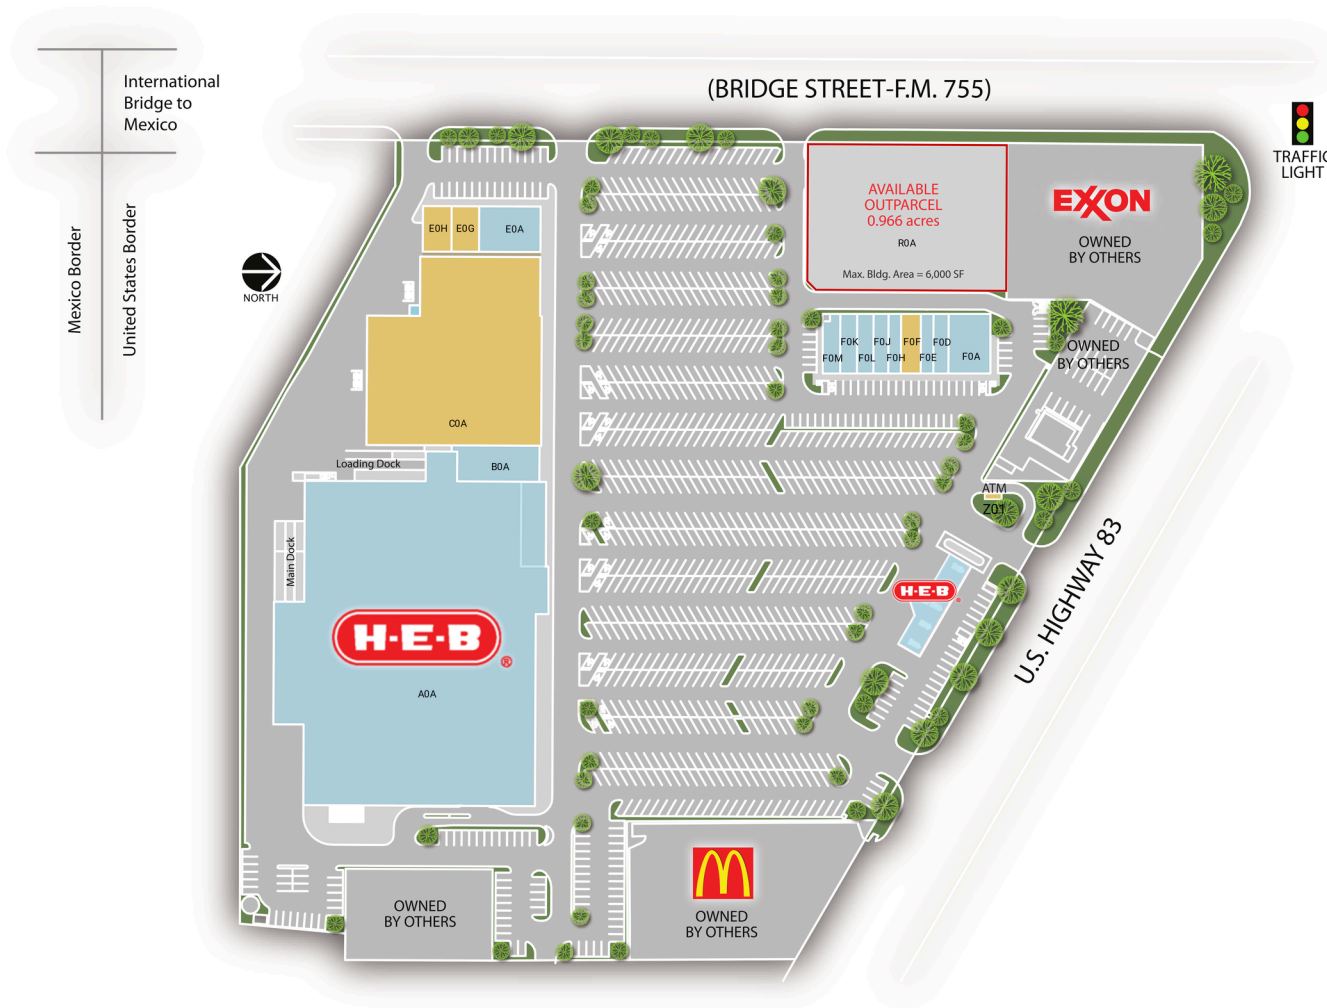 International
Bridge to
Mexico
(BRIDGE STREET-F.M. 755)
TRAFFIC
LIGHT
Mexico Border
United States Border
NORTH
E0H
E0G
E0A
AVAILABLE
OUTPARCEL
0.966 acres
R0A
Max. Bldg. Area = 6,000 SF
EXXON
OWNED
BY OTHERS
F0M
F0K
F0L
F0J
F0H
F0F
F0E
F0D
F0A
OWNED
BY OTHERS
C0A
Loading Dock
B0A
ATM
Z01
Main Dock
H-E-B
U.S. HIGHWAY 83
H-E-B
®
A0A
OWNED
BY OTHERS
OWNED
BY OTHERS